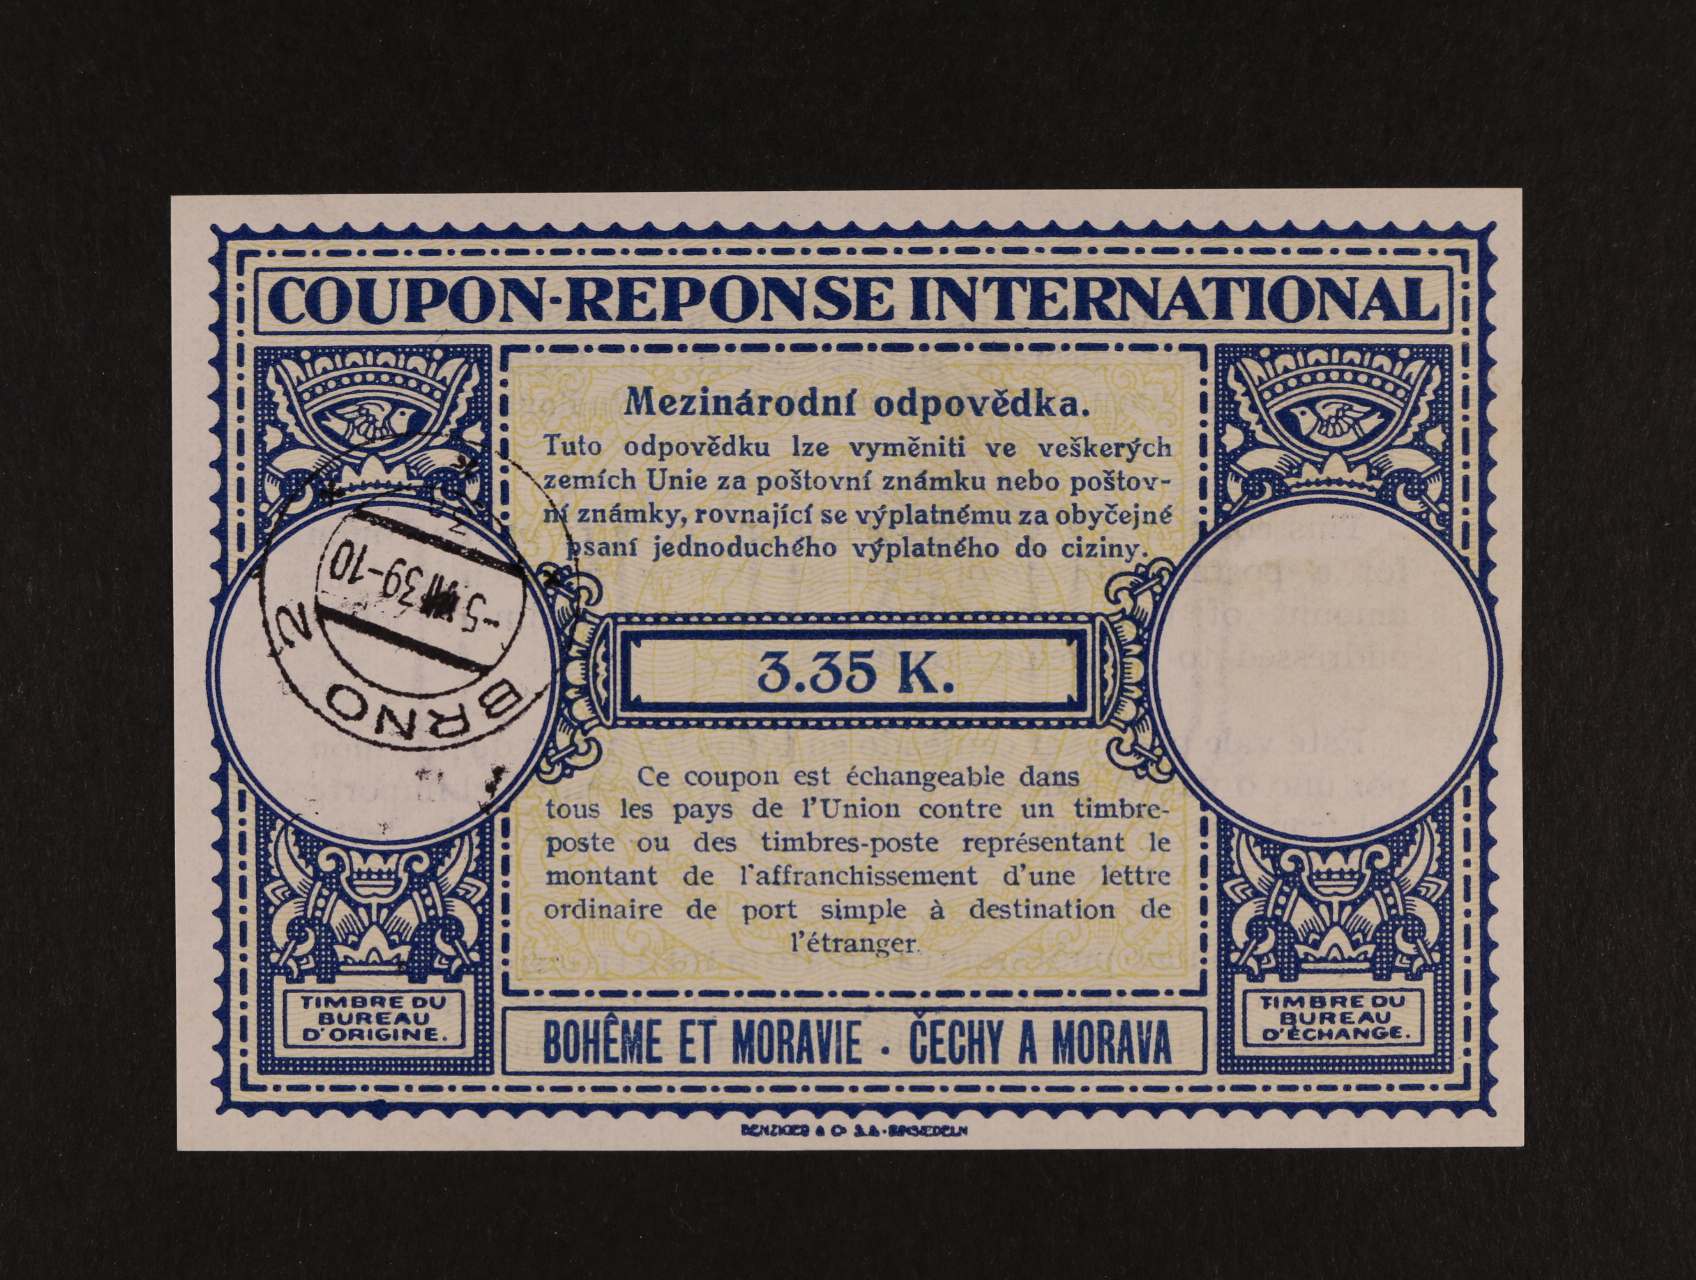 COUPON-REPONSE INTERNATIONAL
Mezinárodní odpovědka.
Tuto odpovědku lze vyměniti ve veškerých
zemích Unie za poštovní známku nebo poštov-
ní známky, rovnající se výplatnému za obyčejné
psaní jednoduchého výplatného do ciziny.
BRNO 2
39-10
3.35 K.
Ce coupon est échangeable dans
tous les pays de l'Union contre un timbre-
poste ou des timbres-poste représentant le
montant de l'affranchissement d'une lettre
ordinaire de port simple à destination de
l'étranger.
TIMBRE DU
BUREAU
D'ORIGINE.
BOHÊME ET MORAVIE · ČECHY A MORAVA
TIMBRE DU
BUREAU
D'ÉCHANGE.
BENZIGER & Co S.A. · EINSIEDELN